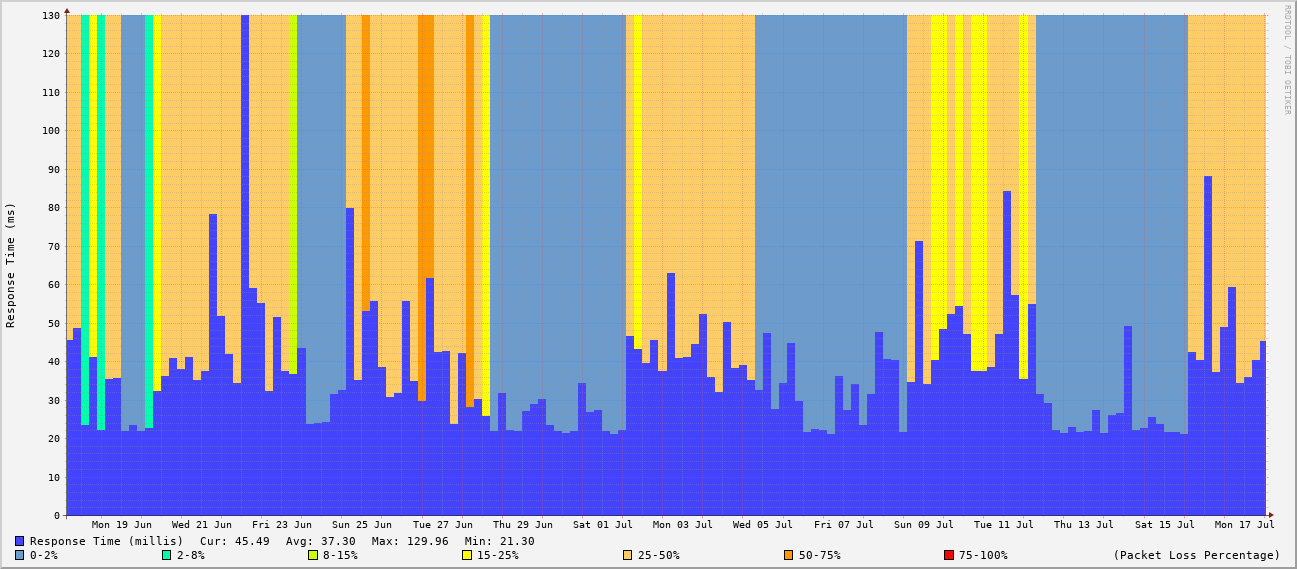 RRDTOOL / TOBI OETIKER
Response Time (ms)
130
120
110
100
90
80
70
60
50
40
30
20
10
0
Mon 19 Jun Wed 21 Jun Fri 23 Jun Sun 25 Jun Tue 27 Jun Thu 29 Jun Sat 01 Jul Mon 03 Jul Wed 05 Jul Fri 07 Jul Sun 09 Jul Tue 11 Jul Thu 13 Jul Sat 15 Jul Mon 17 Jul
Response Time (millis) Cur: 45.49 Avg: 37.30 Max: 129.96 Min: 21.30
0-2% 2-8% 8-15% 15-25% 25-50% 50-75% 75-100% (Packet Loss Percentage)